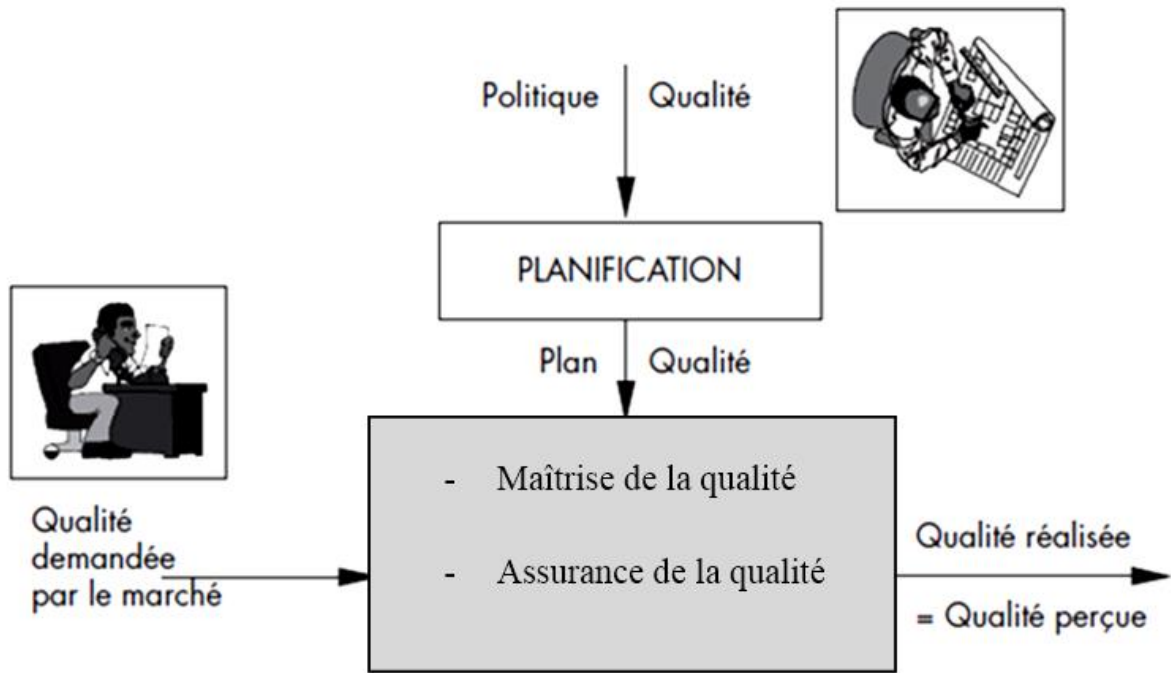 Politique Qualité
PLANIFICATION
Plan Qualité
- Maîtrise de la qualité
- Assurance de la qualité
Qualité
demandée
par le marché
Qualité réalisée
= Qualité perçue